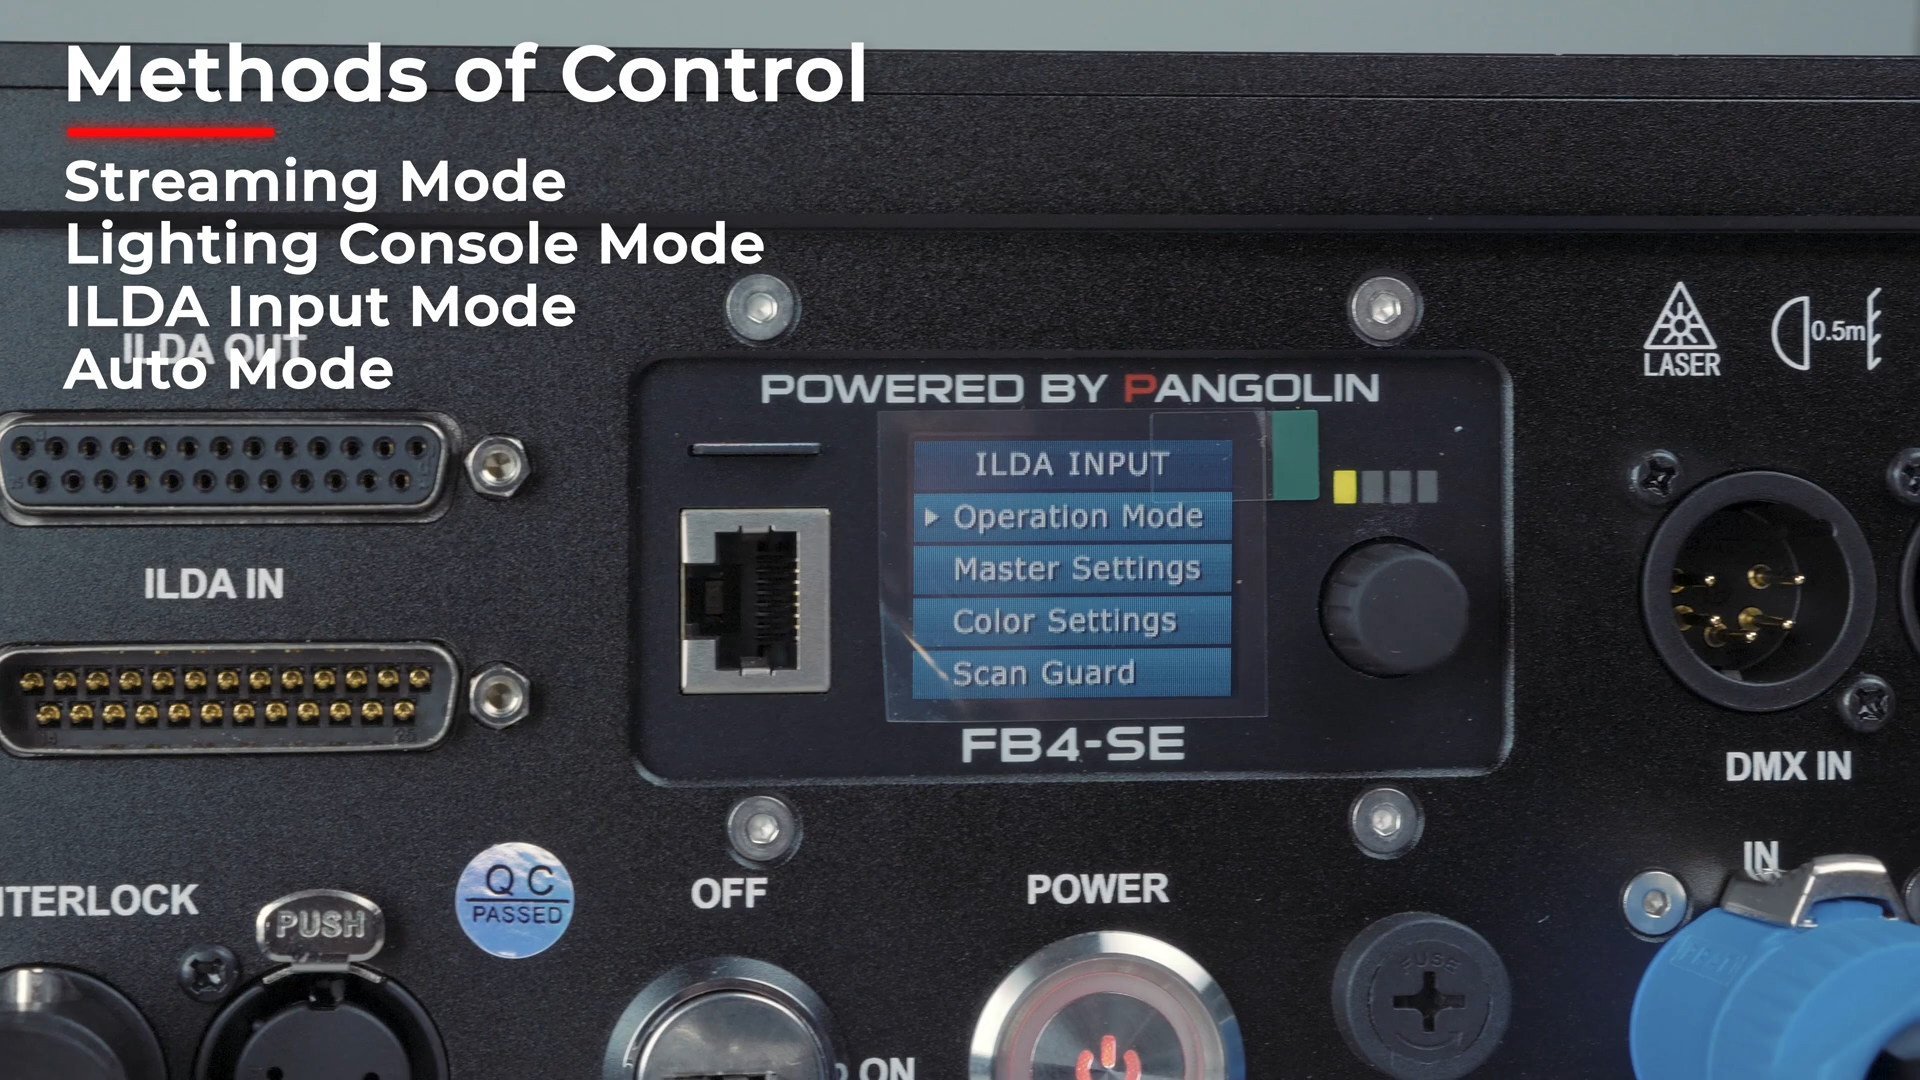 Methods of Control
Streaming Mode
Lighting Console Mode
ILDA Input Mode
Auto Mode
ILDA OUT
ILDA IN
POWERED BY PANGOLIN
ILDA INPUT
Operation Mode
Master Settings
Color Settings
Scan Guard
FB4-SE
LASER
0.5m
DMX IN
IN
NTERLOCK
PUSH
QC
PASSED
OFF
ON
POWER
FUSE